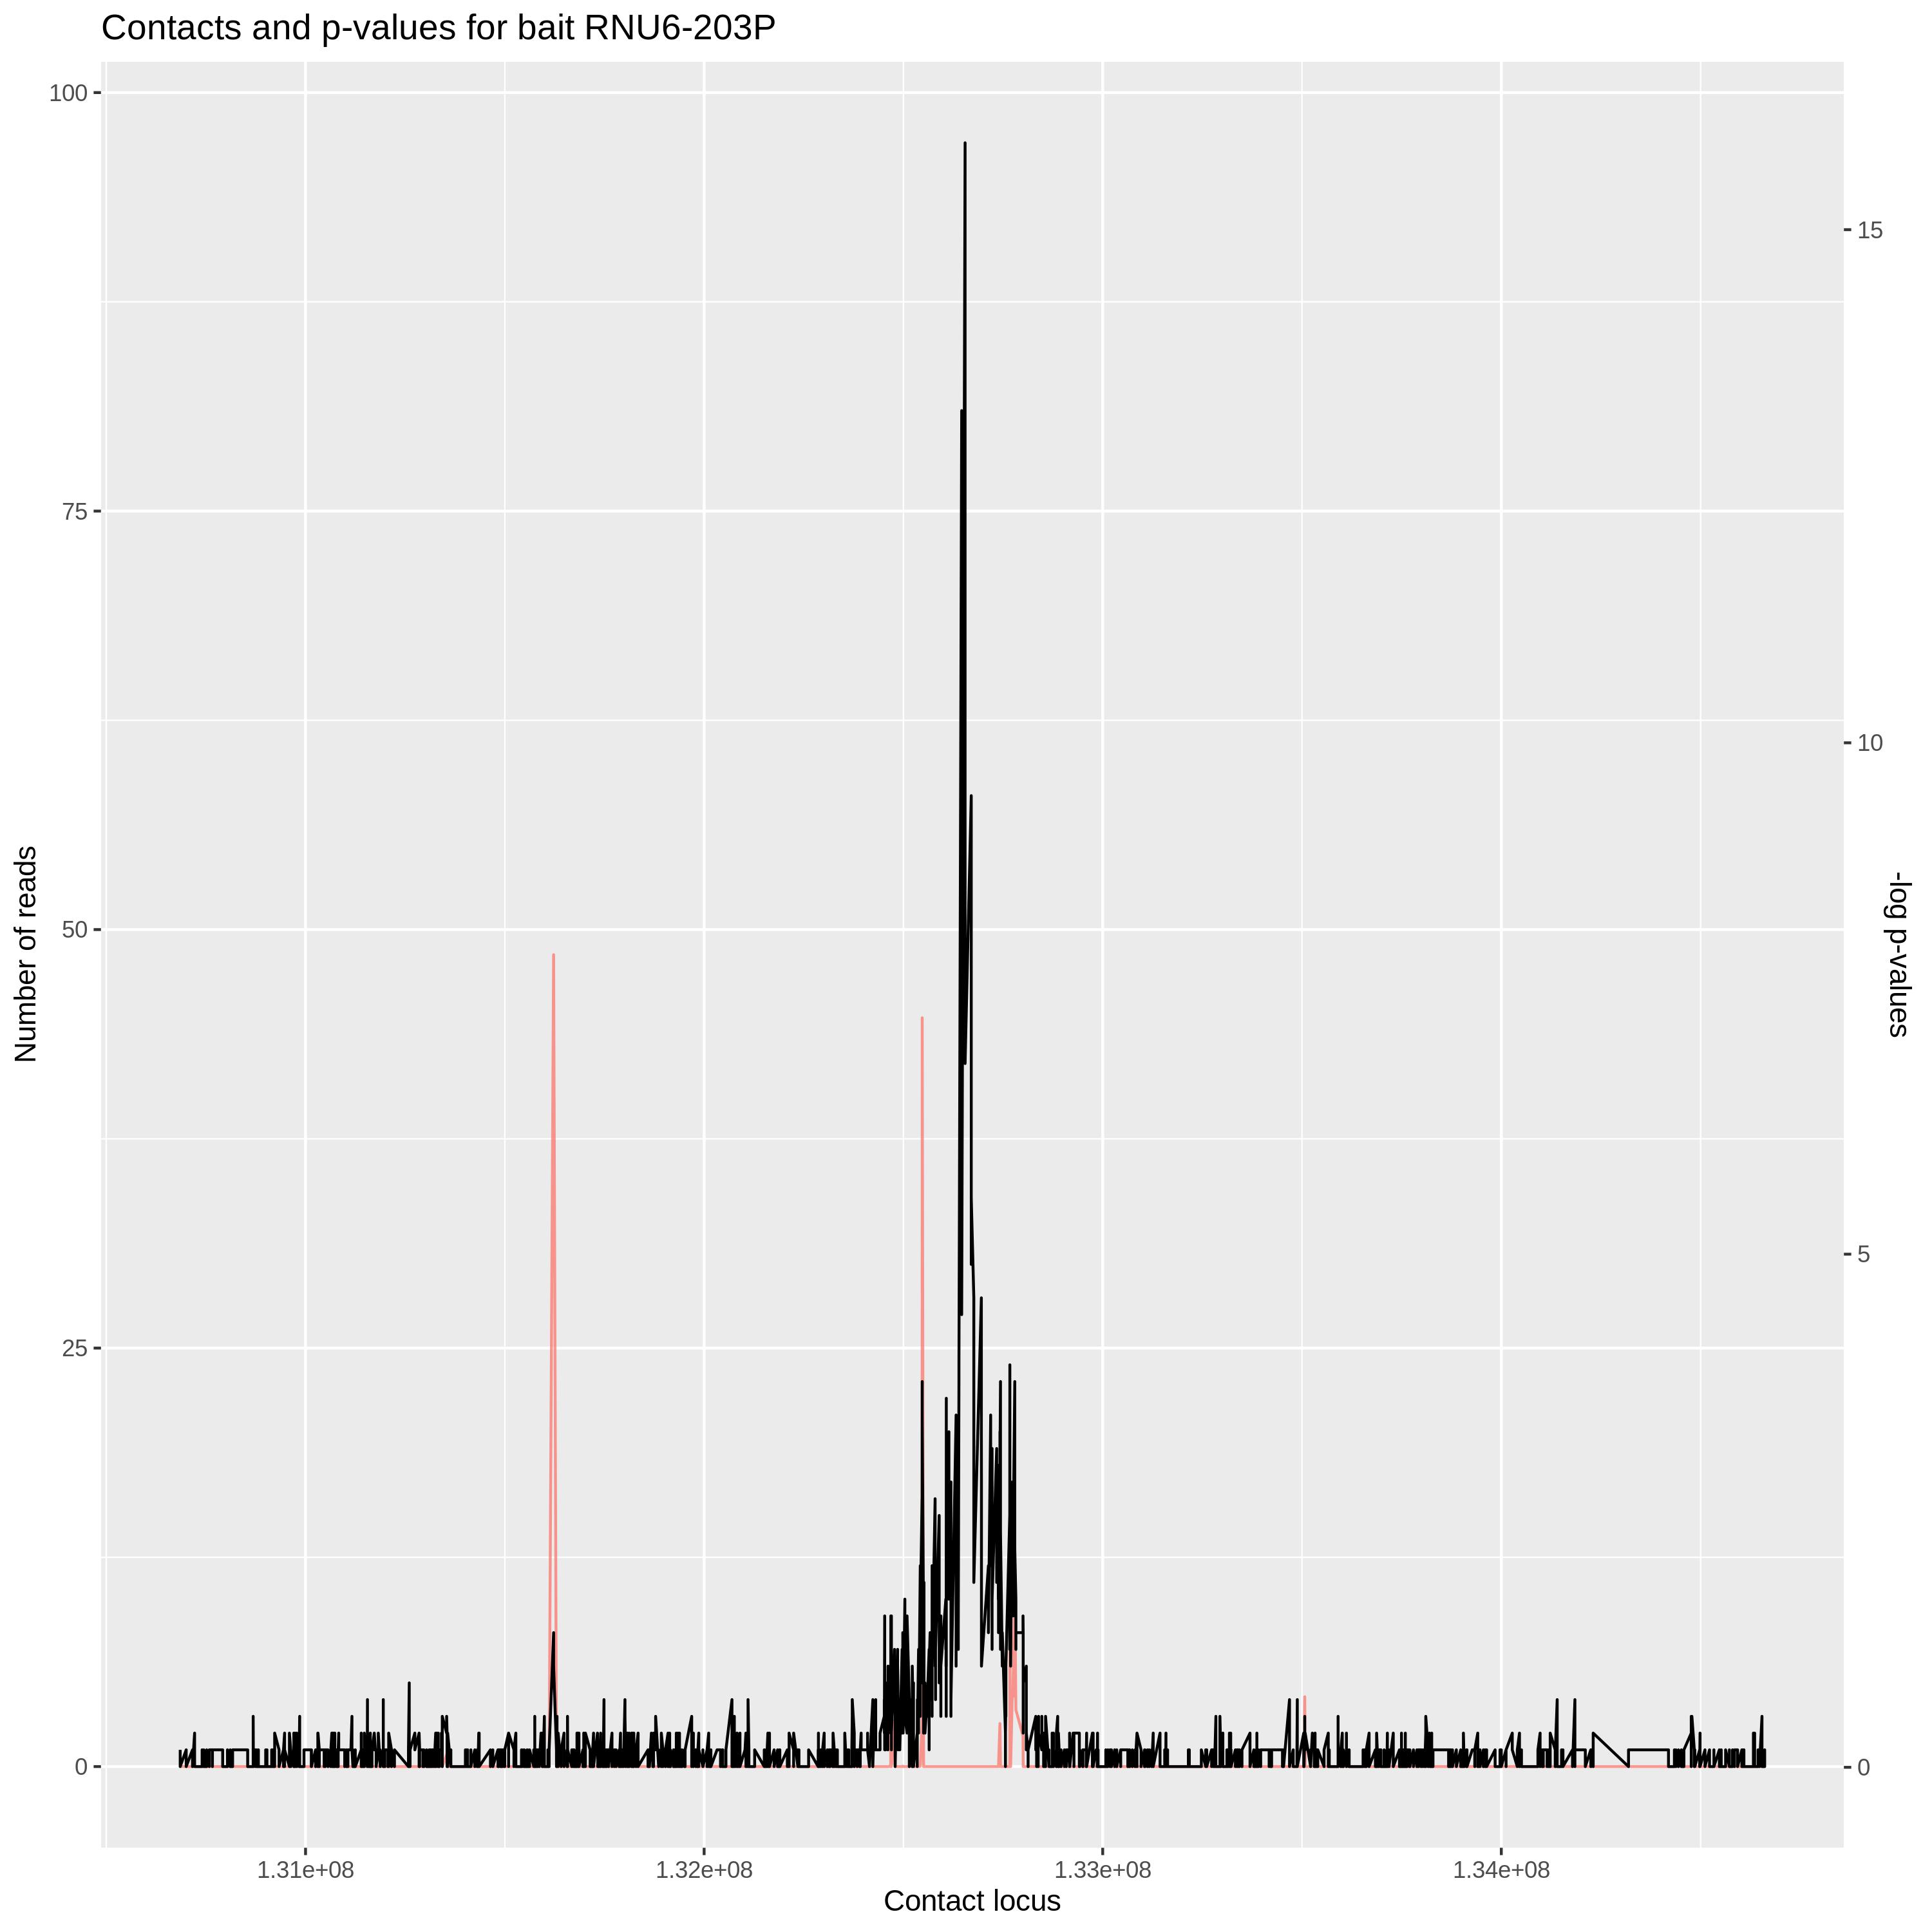 Contacts and p-values for bait RNU6-203P
100
75
50
25
0
Number of reads
15
10
5
0
-log p-values
1.31e+08
1.32e+08
1.33e+08
1.34e+08
Contact locus